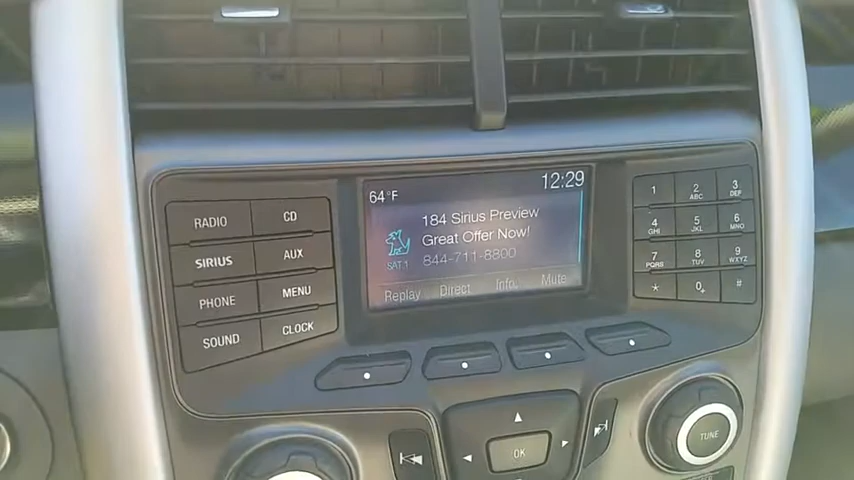 64°F
12:29
184 Sirius Preview
Great Offer Now!
SAT 1
844-711-8800
Replay Direct Info. Mute
RADIO CD
SIRIUS AUX
PHONE MENU
SOUND CLOCK
1 2 ABC 3 DEF
4 GHI 5 JKL 6 MNO
7 PQRS 8 TUV 9 WXYZ
* 0 + #
OK
TUNE